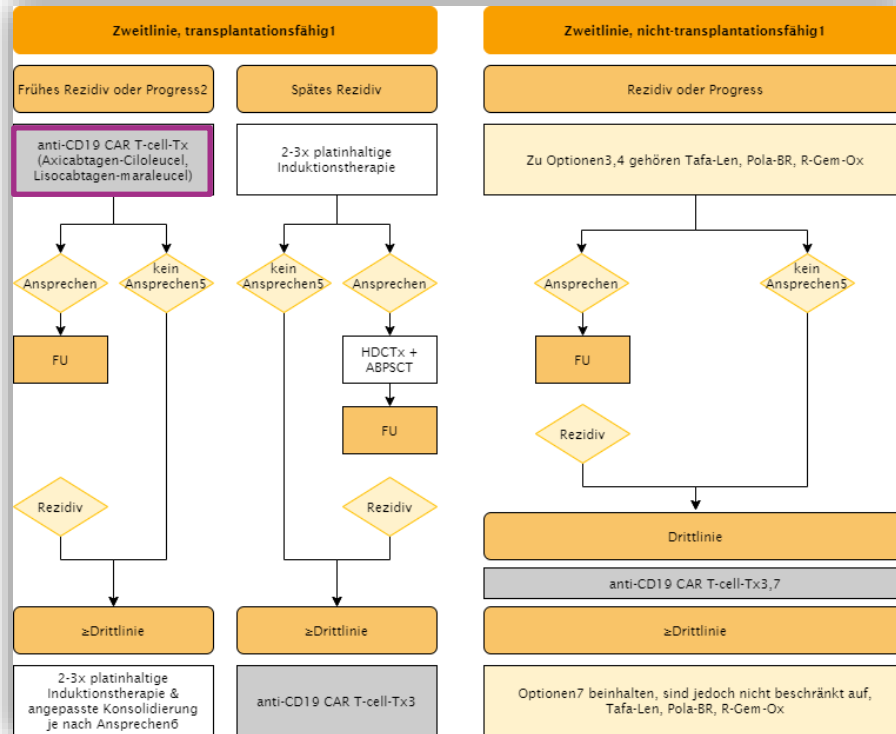 Zweitlinie, transplantationsfähig1
Frühes Rezidiv oder Progress2
anti-CD19 CAR T-cell-Tx
(Axicabtagen-Ciloleucel,
Lisocabtagen-maraleucel)
Ansprechen
kein
Ansprechen5
FU
Rezidiv
≥Drittlinie
2-3x platinhaltige
Induktionstherapie &
angepasste Konsolidierung
je nach Ansprechen6
Spätes Rezidiv
2-3x platinhaltige
Induktionstherapie
kein
Ansprechen5
Ansprechen
HDCTx +
ABPSCT
FU
Rezidiv
≥Drittlinie
anti-CD19 CAR T-cell-Tx3
Zweitlinie, nicht-transplantationsfähig1
Rezidiv oder Progress
Zu Optionen3,4 gehören Tafa-Len, Pola-BR, R-Gem-Ox
Ansprechen
kein
Ansprechen5
FU
Rezidiv
Drittlinie
anti-CD19 CAR T-cell-Tx3,7
≥Drittlinie
Optionen7 beinhalten, sind jedoch nicht beschränkt auf,
Tafa-Len, Pola-BR, R-Gem-Ox